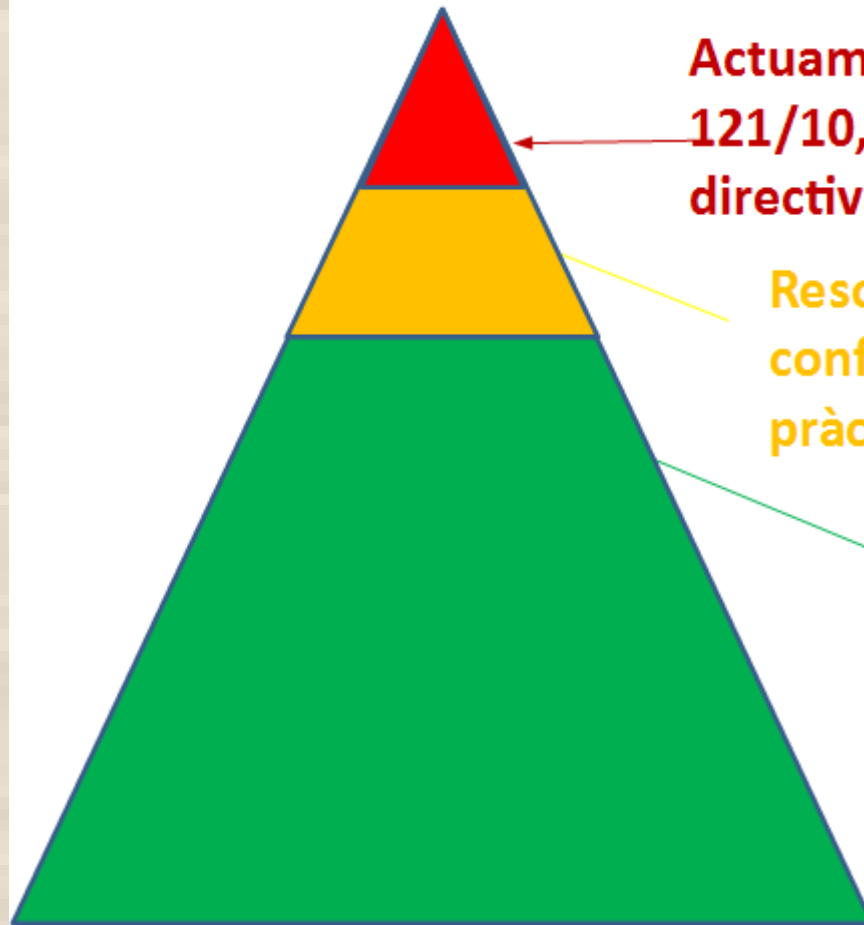 Actuam
121/10,
directiv
Reso
conf
pràc